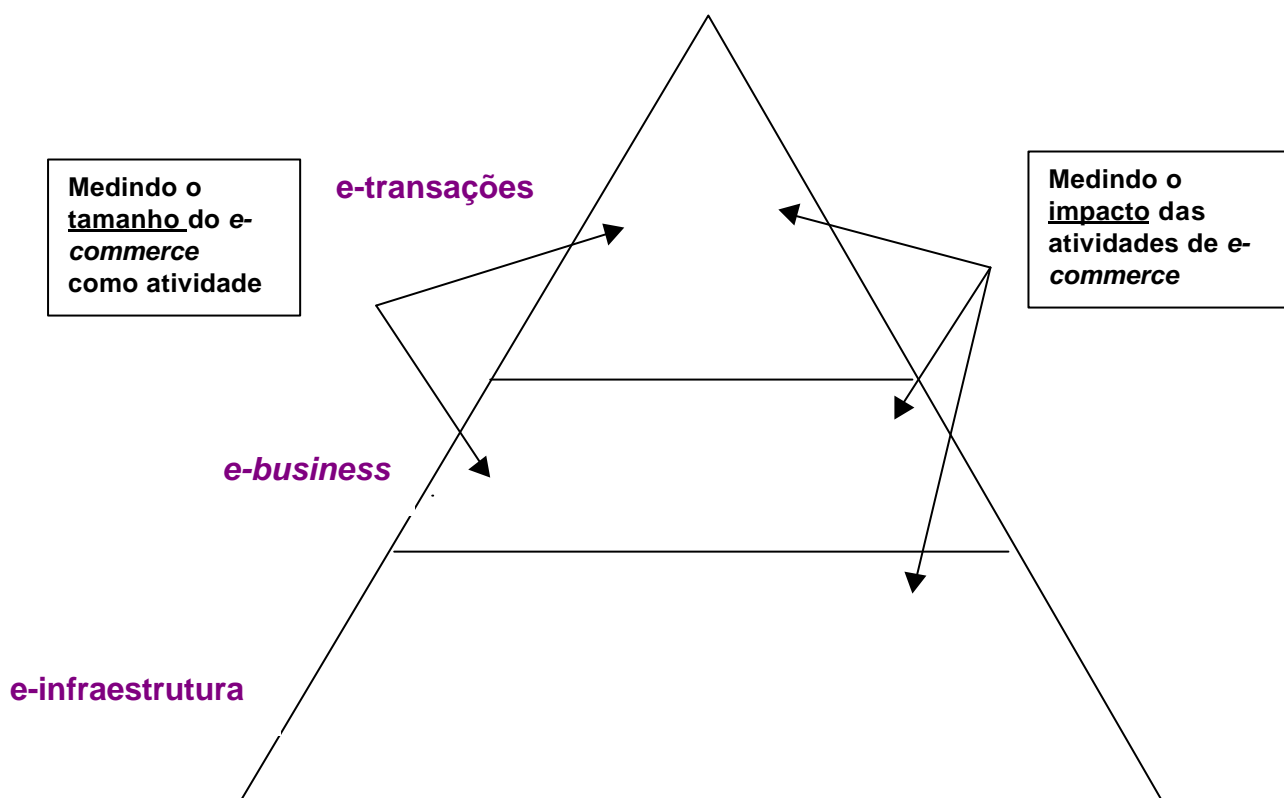 Medindo o
tamanho do e-
commerce
como atividade
e-transações
Medindo o
impacto das
atividades de e-
commerce
e-business
e-infraestrutura